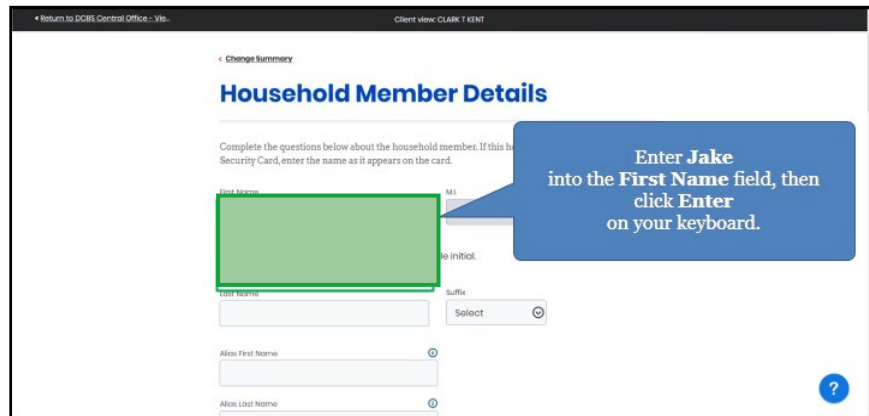 Return to DCBS Central Office - Vie..
Client view: CLARK T KENT
Change Summary
Household Member Details
Complete the questions below about the household member. If this h
Security Card, enter the name as it appears on the card.
Enter Jake
into the First Name field, then
click Enter
on your keyboard.
First Name
M.I.
le initial.
Last Name
Suffix
Select
Alias First Name
Alias Last Name
?